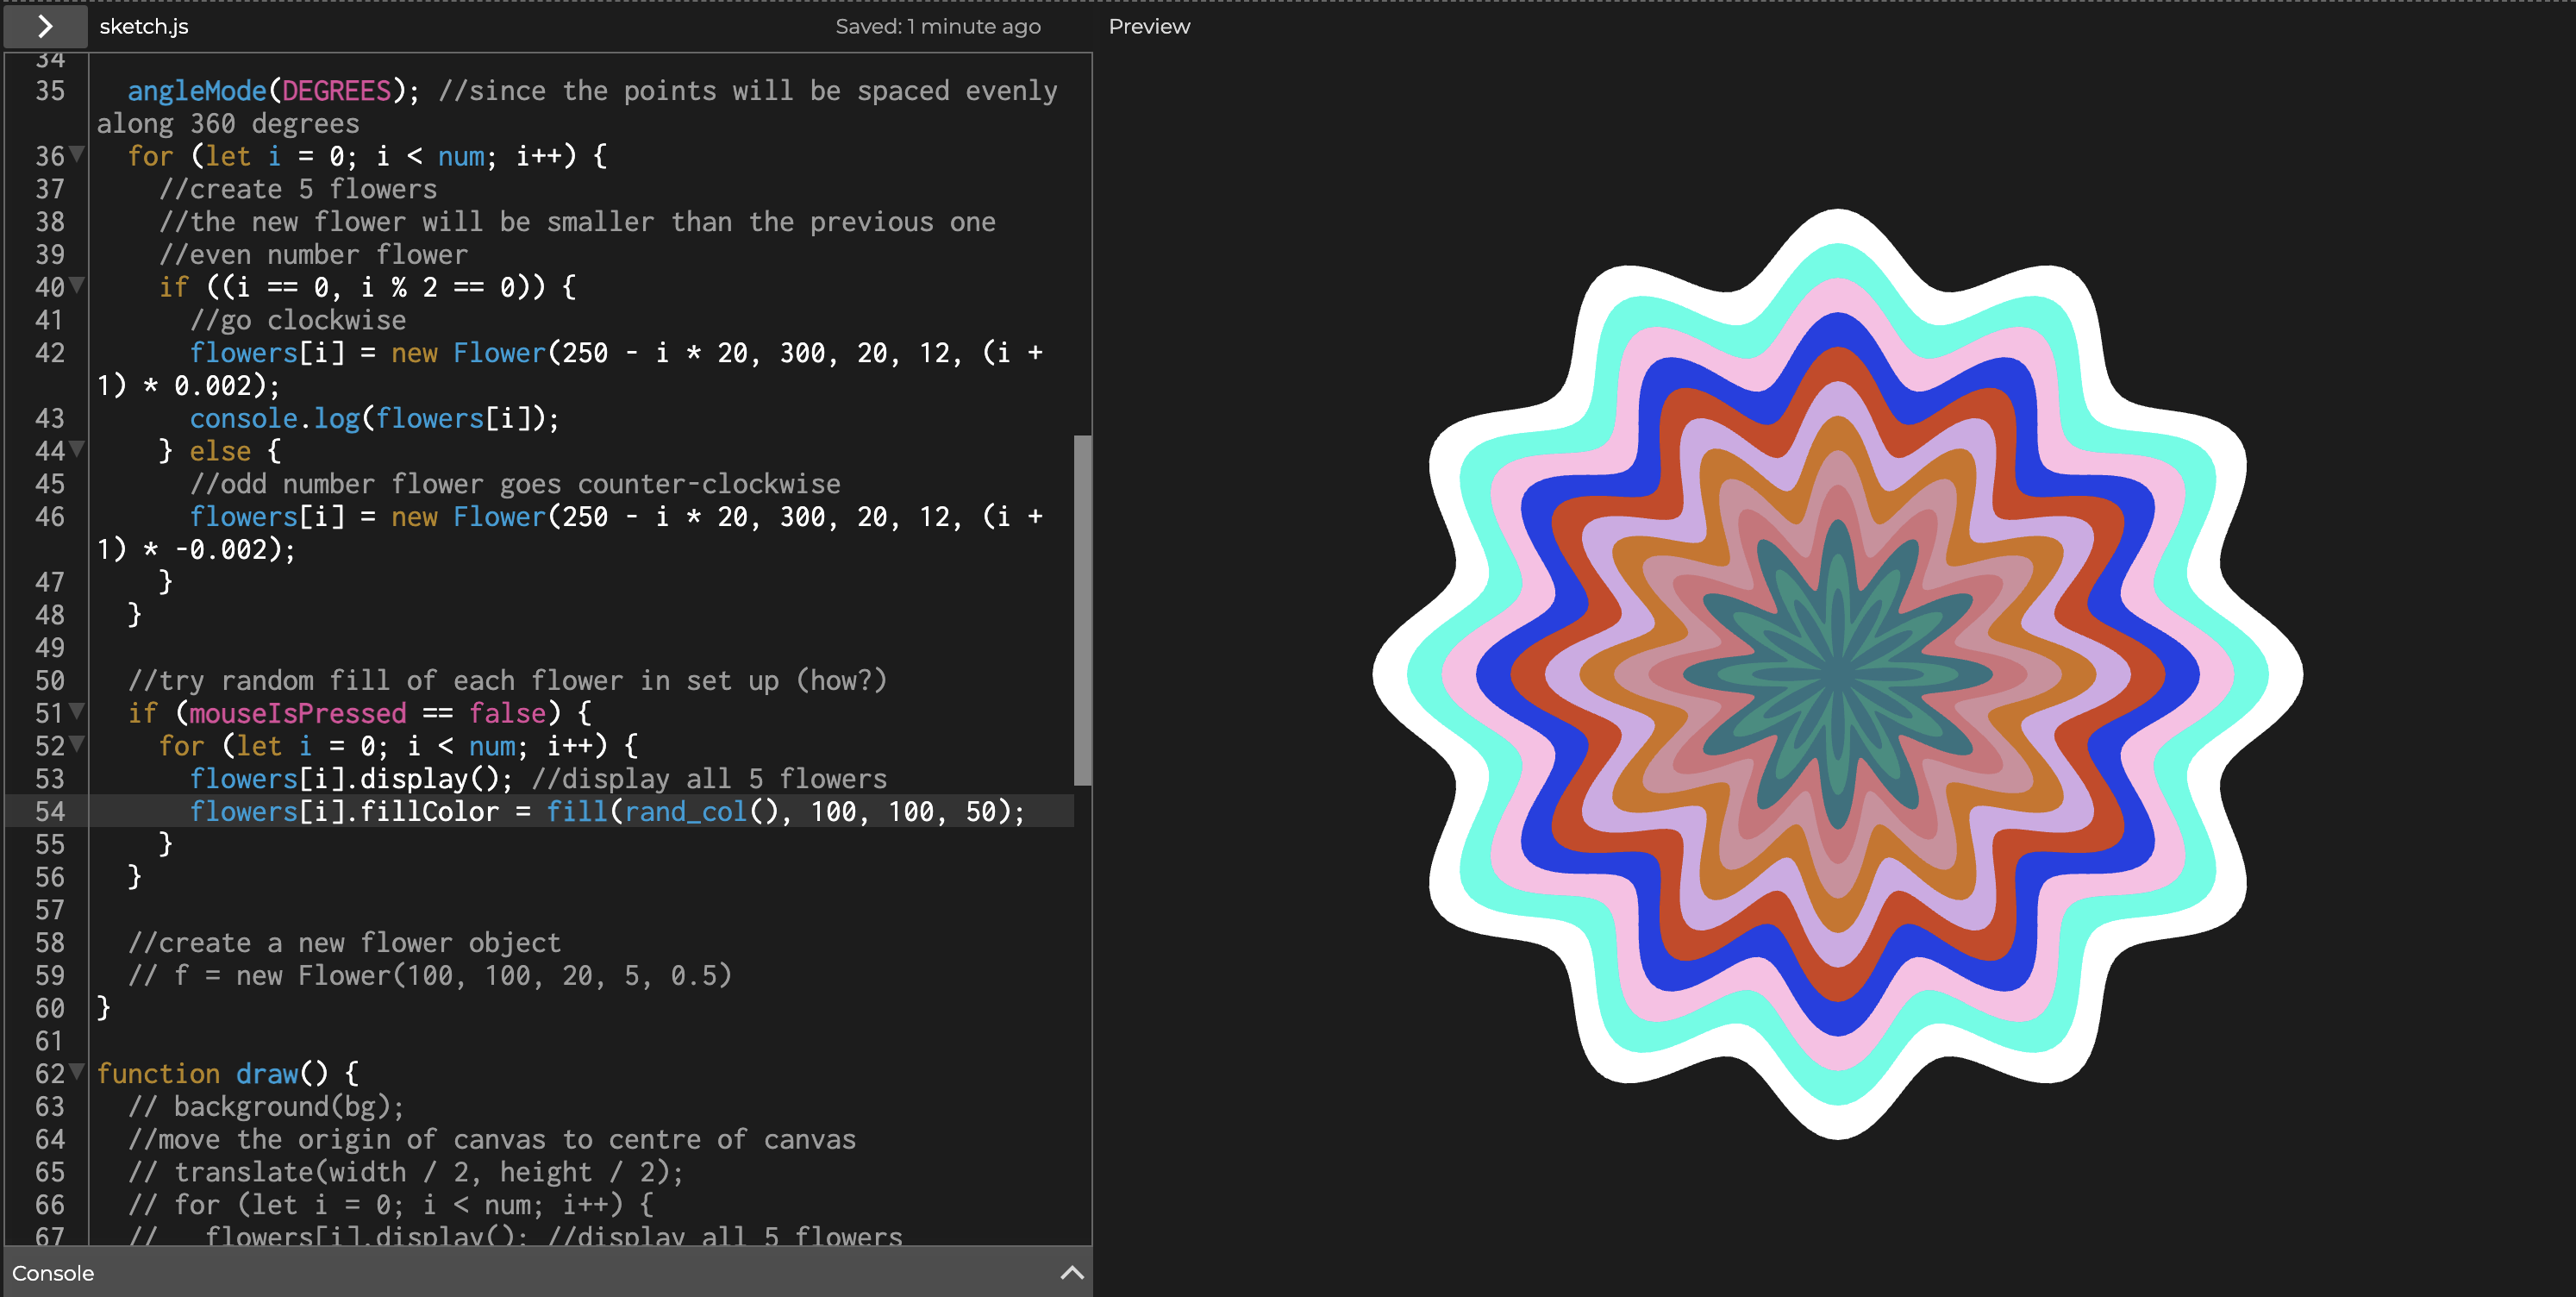 sketch.js
Saved: 1 minute ago
Preview
34
35 angleMode(DEGREES); //since the points will be spaced evenly
along 360 degrees
36 for (let i = 0; i < num; i++) {
37 //create 5 flowers
38 //the new flower will be smaller than the previous one
39 //even number flower
40 if ((i == 0, i % 2 == 0)) {
41 //go clockwise
42 flowers[i] = new Flower(250 - i * 20, 300, 20, 12, (i +
1) * 0.002);
43 console.log(flowers[i]);
44 } else {
45 //odd number flower goes counter-clockwise
46 flowers[i] = new Flower(250 - i * 20, 300, 20, 12, (i +
1) * -0.002);
47 }
48 }
49
50 //try random fill of each flower in set up (how?)
51 if (mouseIsPressed == false) {
52 for (let i = 0; i < num; i++) {
53 flowers[i].display(); //display all 5 flowers
54 flowers[i].fillColor = fill(rand_col(), 100, 100, 50);
55 }
56 }
57
58 //create a new flower object
59 // f = new Flower(100, 100, 20, 5, 0.5)
60 }
61
62 function draw() {
63 // background(bg);
64 //move the origin of canvas to centre of canvas
65 // translate(width / 2, height / 2);
66 // for (let i = 0; i < num; i++) {
67 // flowers[i].display(); //display all 5 flowers
Console